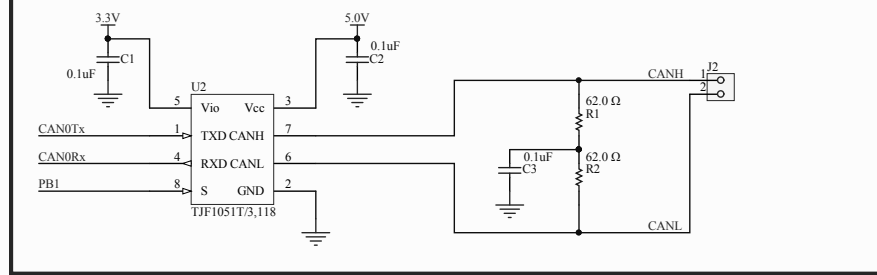 3.3V
5.0V
0.1uF
C1
C2
0.1uF
U2
J2
CANH
1
2
5
Vio
Vcc
3
62.0 Ω
R1
CAN0Tx
1
TXD
CANH
7
CAN0Rx
4
RXD
CANL
6
0.1uF
C3
62.0 Ω
R2
PB1
8
S
GND
2
TJF1051T/3,118
CANL